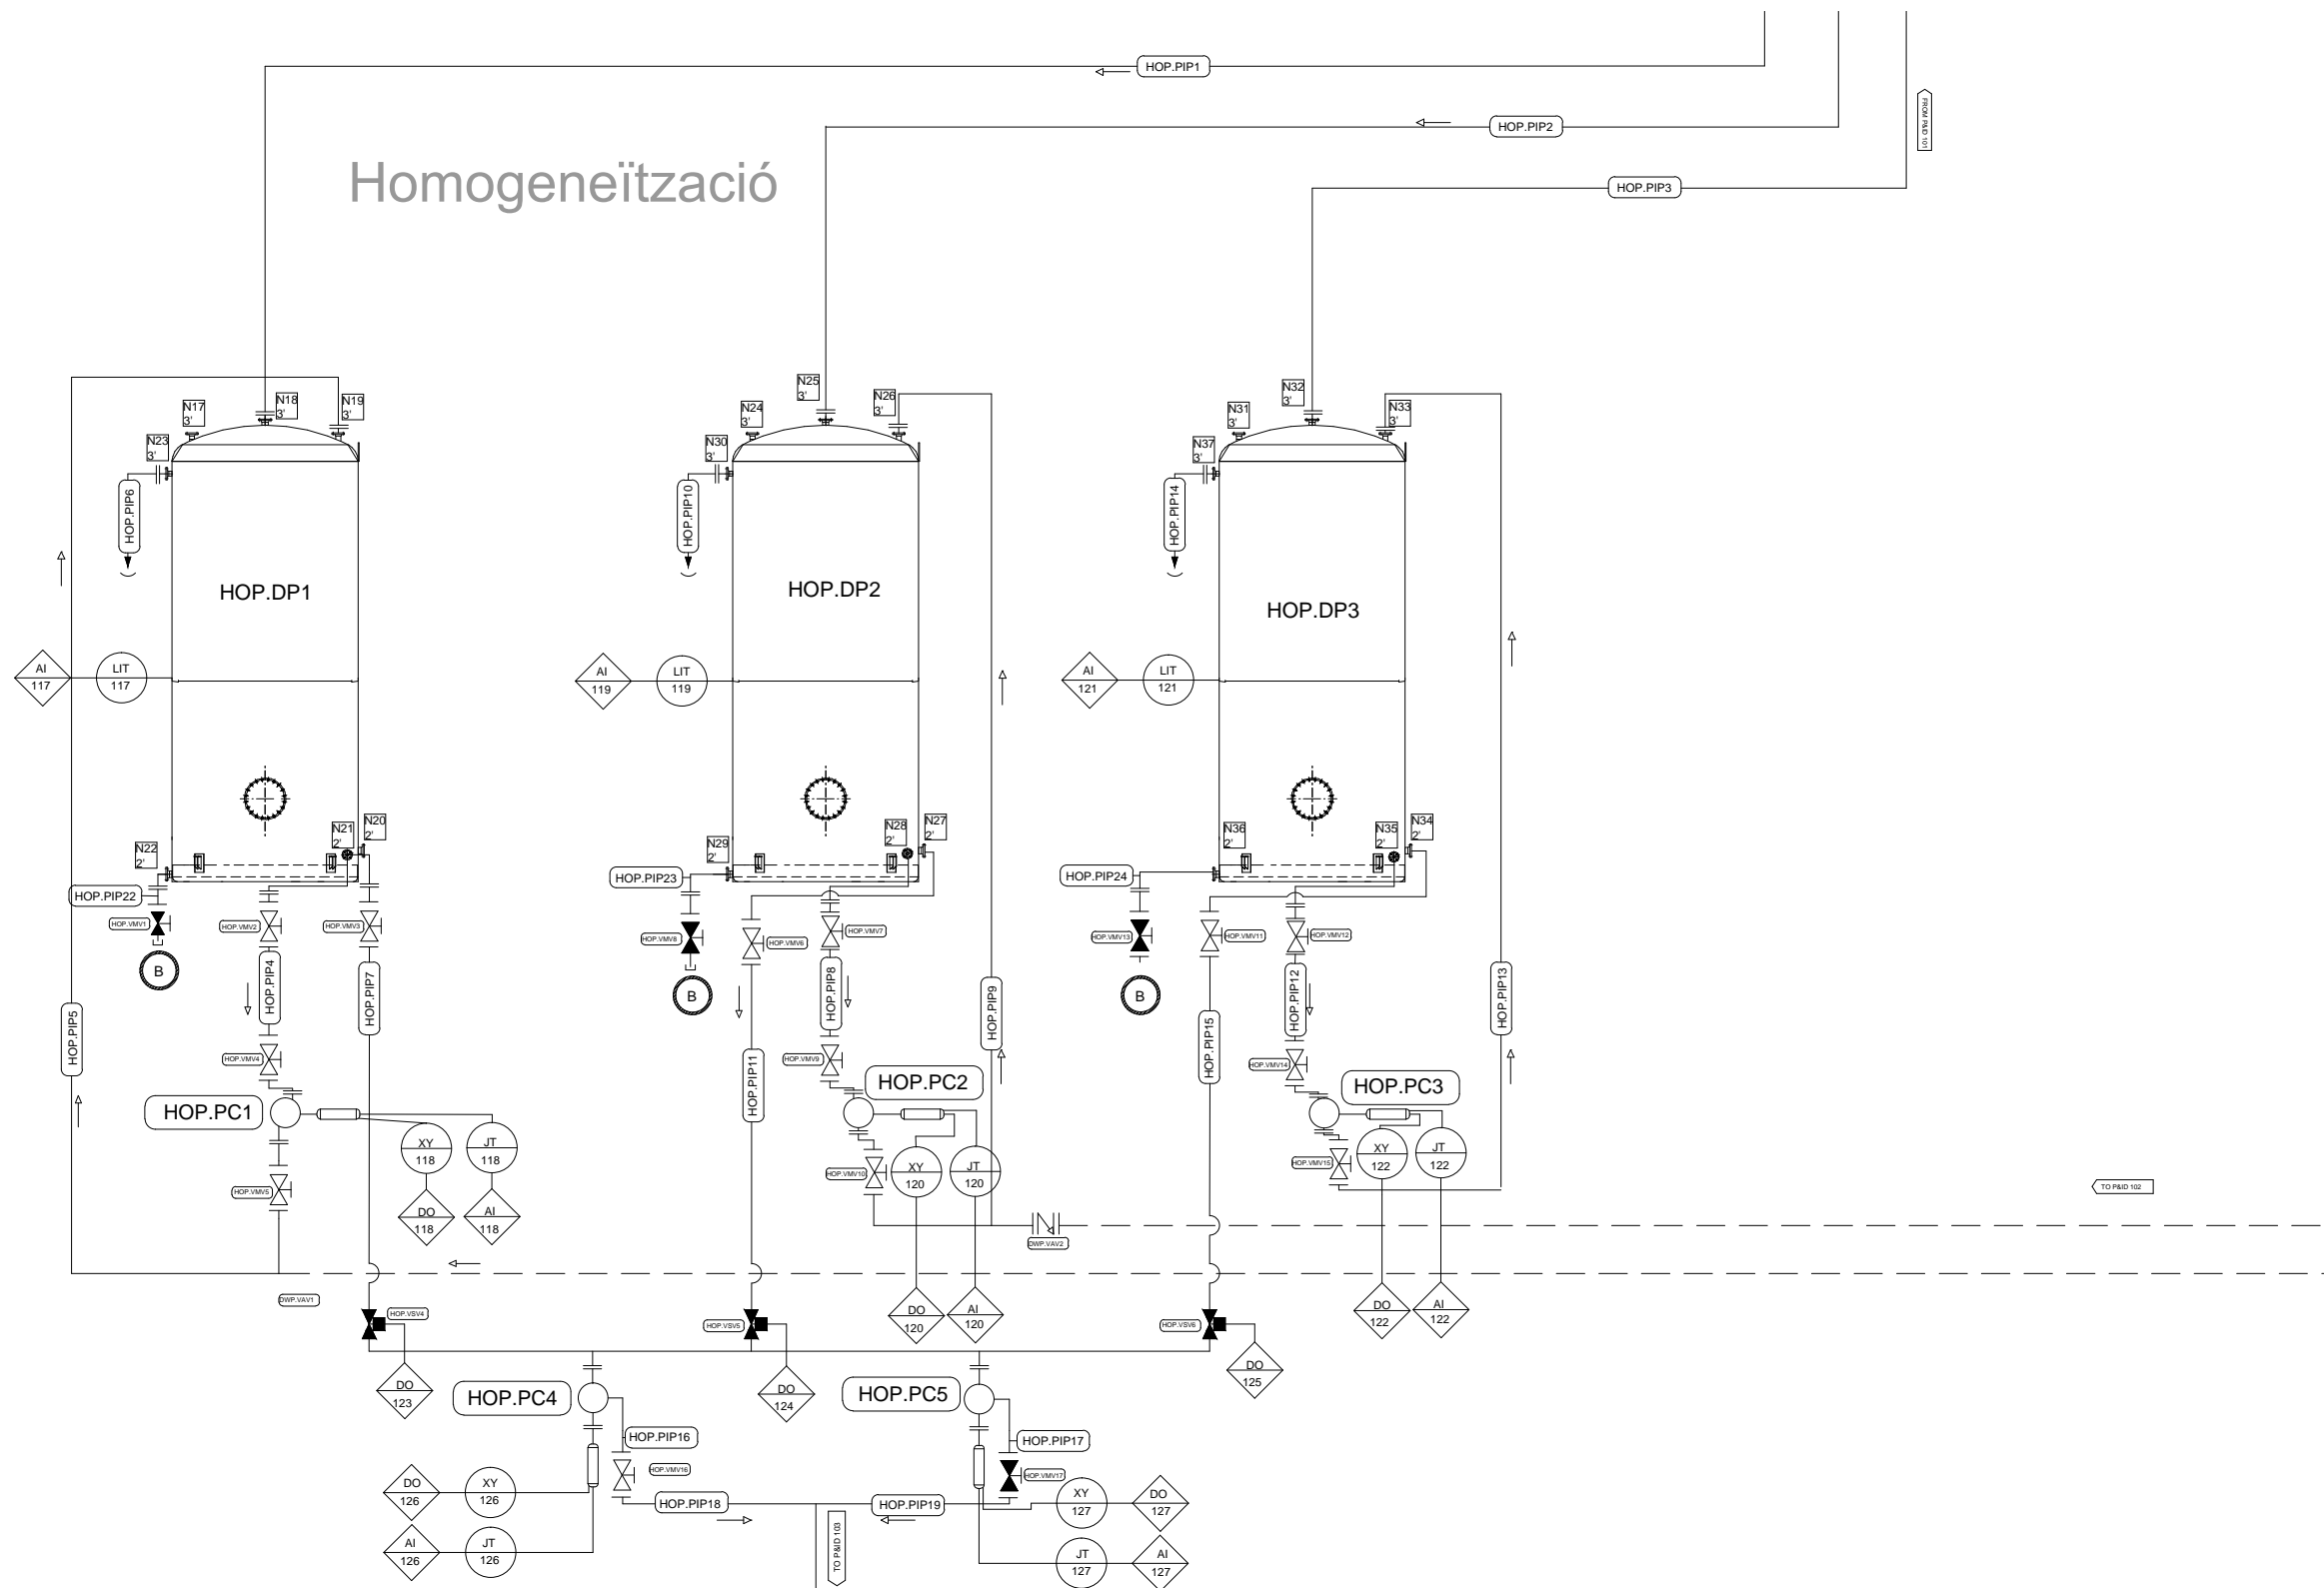 HOP.PIP1
HOP.PIP2
FROM P&ID 101
Homogeneïtzació
HOP.PIP3
N17
3'
N18
3'
N19
3'
N23
3'
N24
3'
N25
3'
N26
3'
N30
3'
N31
3'
N32
3'
N33
3'
N37
3'
HOP.PIP6
HOP.PIP10
HOP.PIP14
HOP.DP1
HOP.DP2
HOP.DP3
AI
117
LIT
117
AI
119
LIT
119
AI
121
LIT
121
N22
2'
N21
2'
N20
2'
N29
2'
N28
2'
N27
2'
N36
2'
N35
2'
N34
2'
HOP.PIP22
HOP.PIP23
HOP.PIP24
HOP.VMV1
HOP.VMV2
HOP.VMV3
HOP.VMV8
HOP.VMV6
HOP.VMV7
HOP.VMV13
HOP.VMV11
HOP.VMV12
B
B
B
HOP.PIP4
HOP.PIP7
HOP.PIP8
HOP.PIP9
HOP.PIP12
HOP.PIP13
HOP.PIP5
HOP.PIP11
HOP.PIP15
HOP.VMV4
HOP.VMV9
HOP.VMV14
HOP.PC1
HOP.PC2
HOP.PC3
XY
118
JT
118
XY
120
JT
120
XY
122
JT
122
HOP.VMV5
HOP.VMV10
HOP.VMV15
DO
118
AI
118
TO P&ID 102
DWP.VAV2
DWP.VAV1
DO
120
AI
120
DO
122
AI
122
HOP.VSV4
HOP.VSV5
HOP.VSV6
DO
123
DO
124
DO
125
HOP.PC4
HOP.PC5
HOP.PIP16
HOP.PIP17
HOP.VMV16
HOP.VMV17
DO
126
XY
126
HOP.PIP18
HOP.PIP19
XY
127
DO
127
AI
126
JT
126
TO P&ID 103
JT
127
AI
127